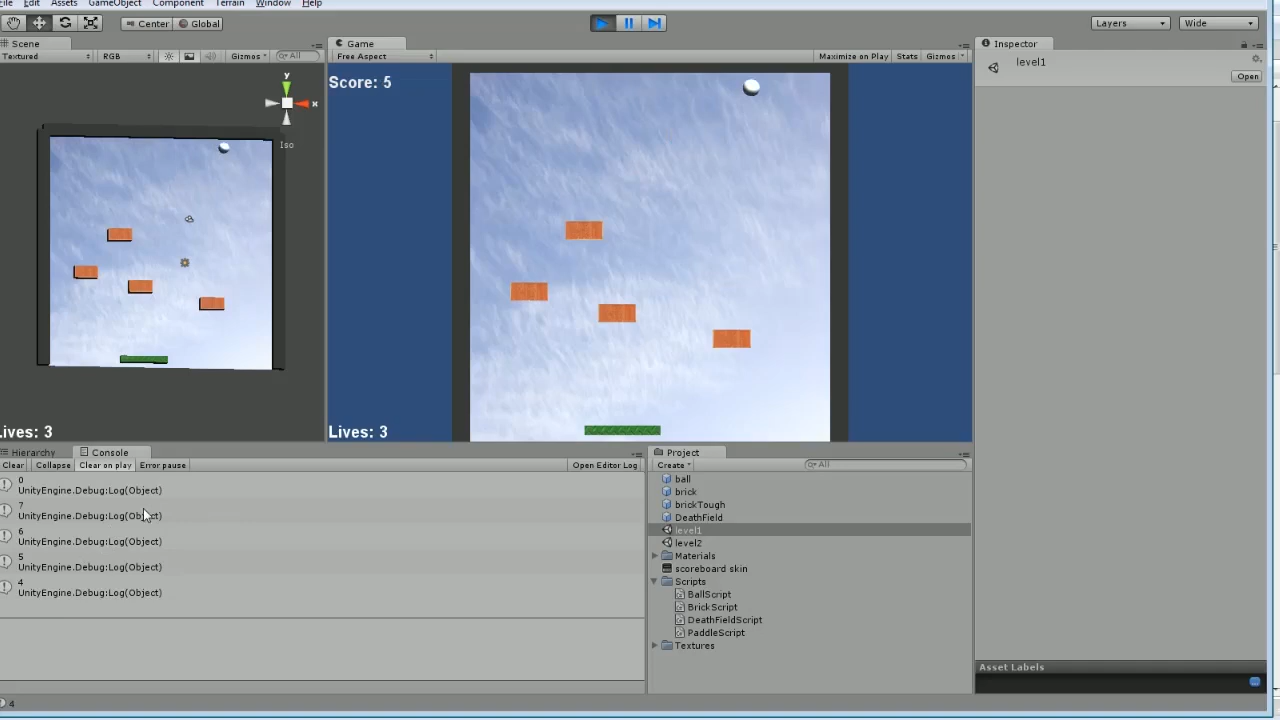 File Edit Assets GameObject Component Terrain Window Help
Center Global Layers Wide
Scene Game Inspector
Textured RGB Gizmos All Free Aspect Maximize on Play Stats Gizmos
level1
Open
Score: 5
y
x
Iso
Lives: 3 Lives: 3
Hierarchy Console Project
Clear Collapse Clear on play Error pause Open Editor Log Create All
0
UnityEngine.Debug:Log(Object)
7
UnityEngine.Debug:Log(Object)
6
UnityEngine.Debug:Log(Object)
5
UnityEngine.Debug:Log(Object)
4
UnityEngine.Debug:Log(Object)
ball
brick
brickTough
DeathField
level1
level2
Materials
scoreboard skin
Scripts
BallScript
BrickScript
DeathFieldScript
PaddleScript
Textures
Asset Labels
4